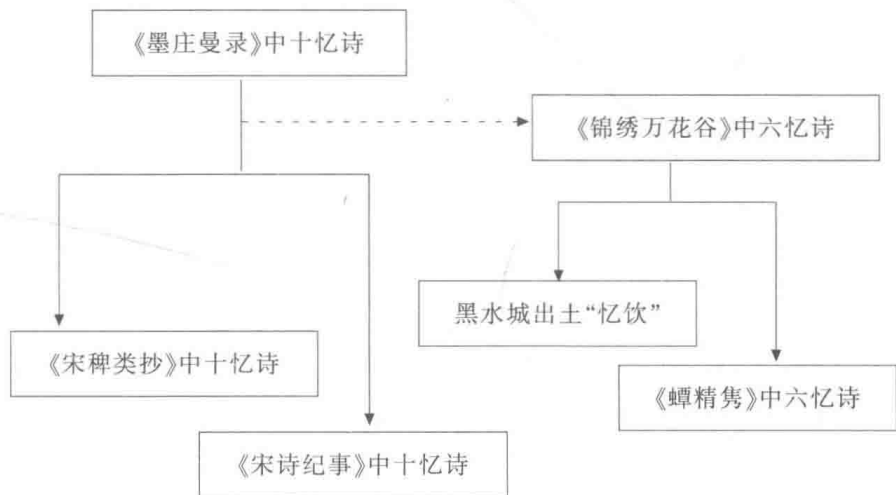 《墨庄曼录》中十忆诗
《锦绣万花谷》中六忆诗
黑水城出土“忆饮”
《宋稗类抄》中十忆诗
《蟫精隽》中六忆诗
《宋诗纪事》中十忆诗